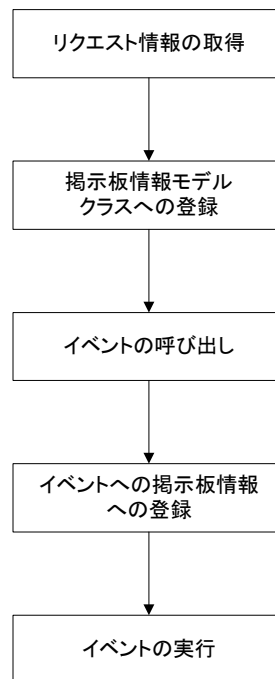 リクエスト情報の取得
掲示板情報モデル
クラスへの登録
イベントの呼び出し
イベントへの掲示板情報
への登録
イベントの実行